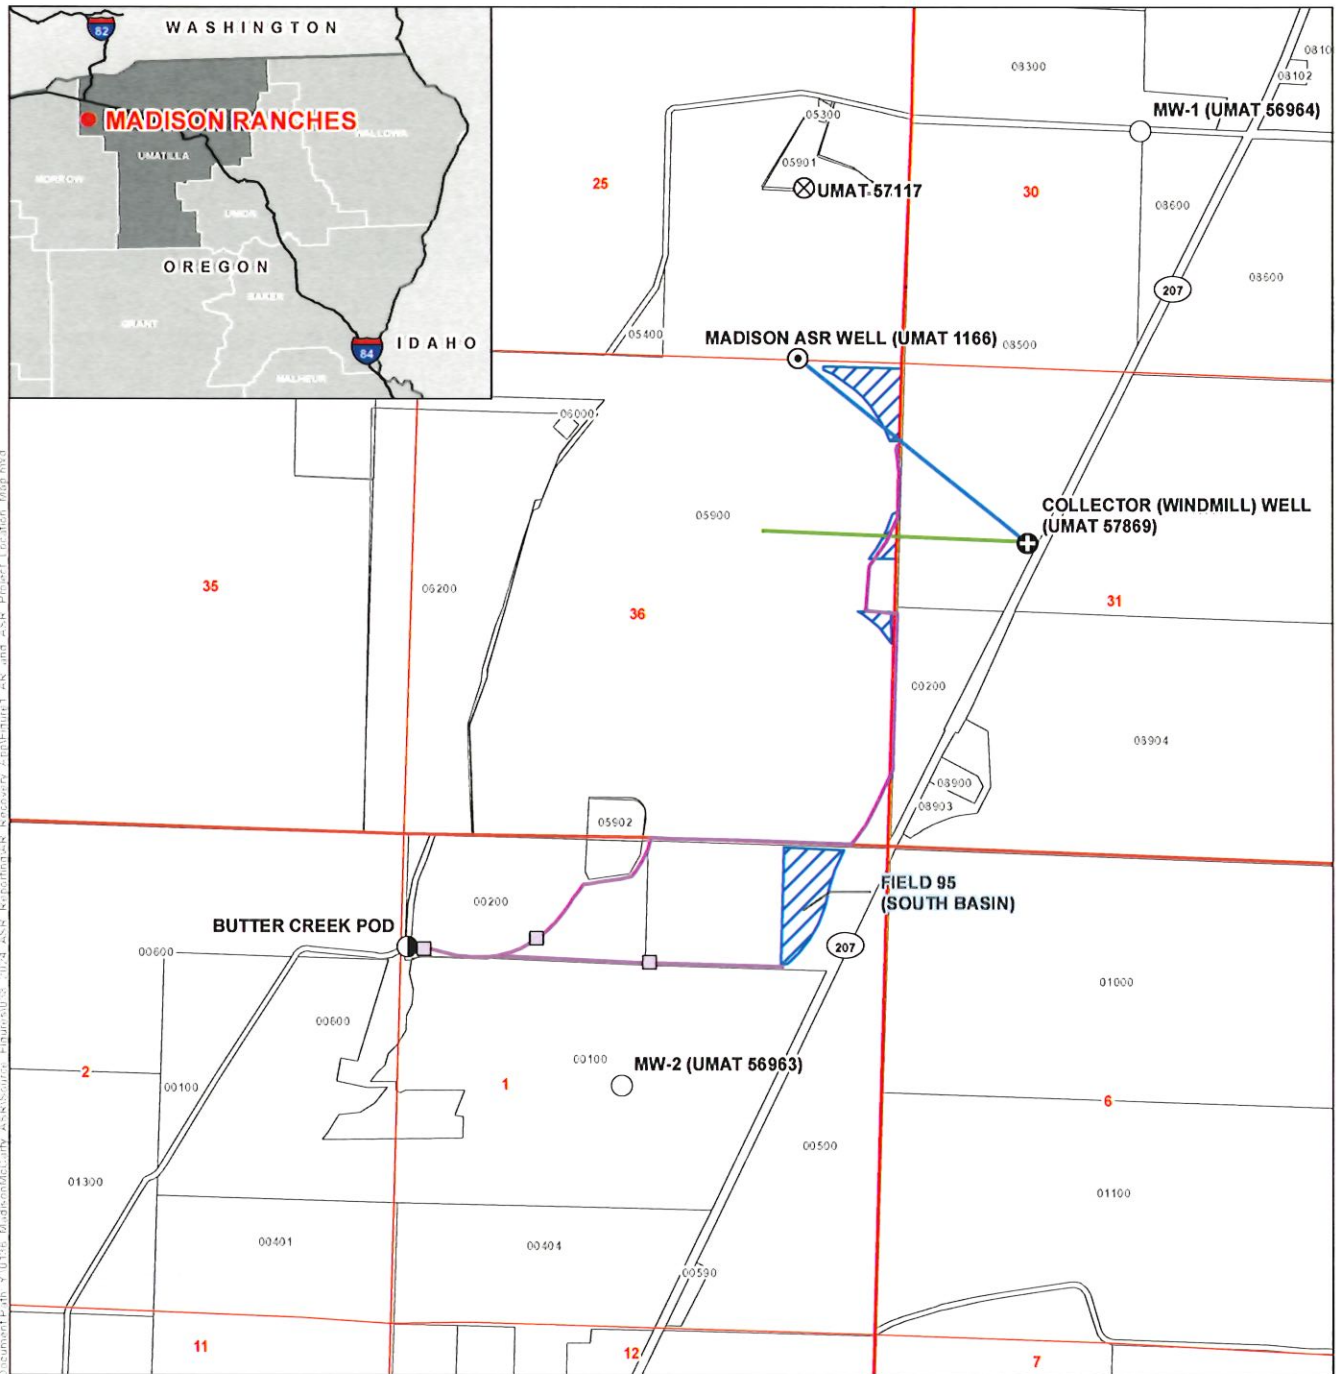 82
WASHINGTON
MADISON RANCHES
WALLOWA
UMATILLA
MORROW
UNION
OREGON
BAKER
GRANT
IDAHO
84
MALHEUR
08300
08102
MW-1 (UMAT 56964)
05300
05901
25
UMAT 57117
30
08600
08600
207
05400
MADISON ASR WELL (UMAT 1166)
08500
06000
05900
COLLECTOR (WINDMILL) WELL
(UMAT 57869)
35
06200
36
31
00200
08904
08900
08903
05902
00200
FIELD 95
(SOUTH BASIN)
BUTTER CREEK POD
207
00600
01000
00600
00100
MW-2 (UMAT 56963)
2
00100
1
6
00500
01300
01100
00401
00404
00590
11
12
7